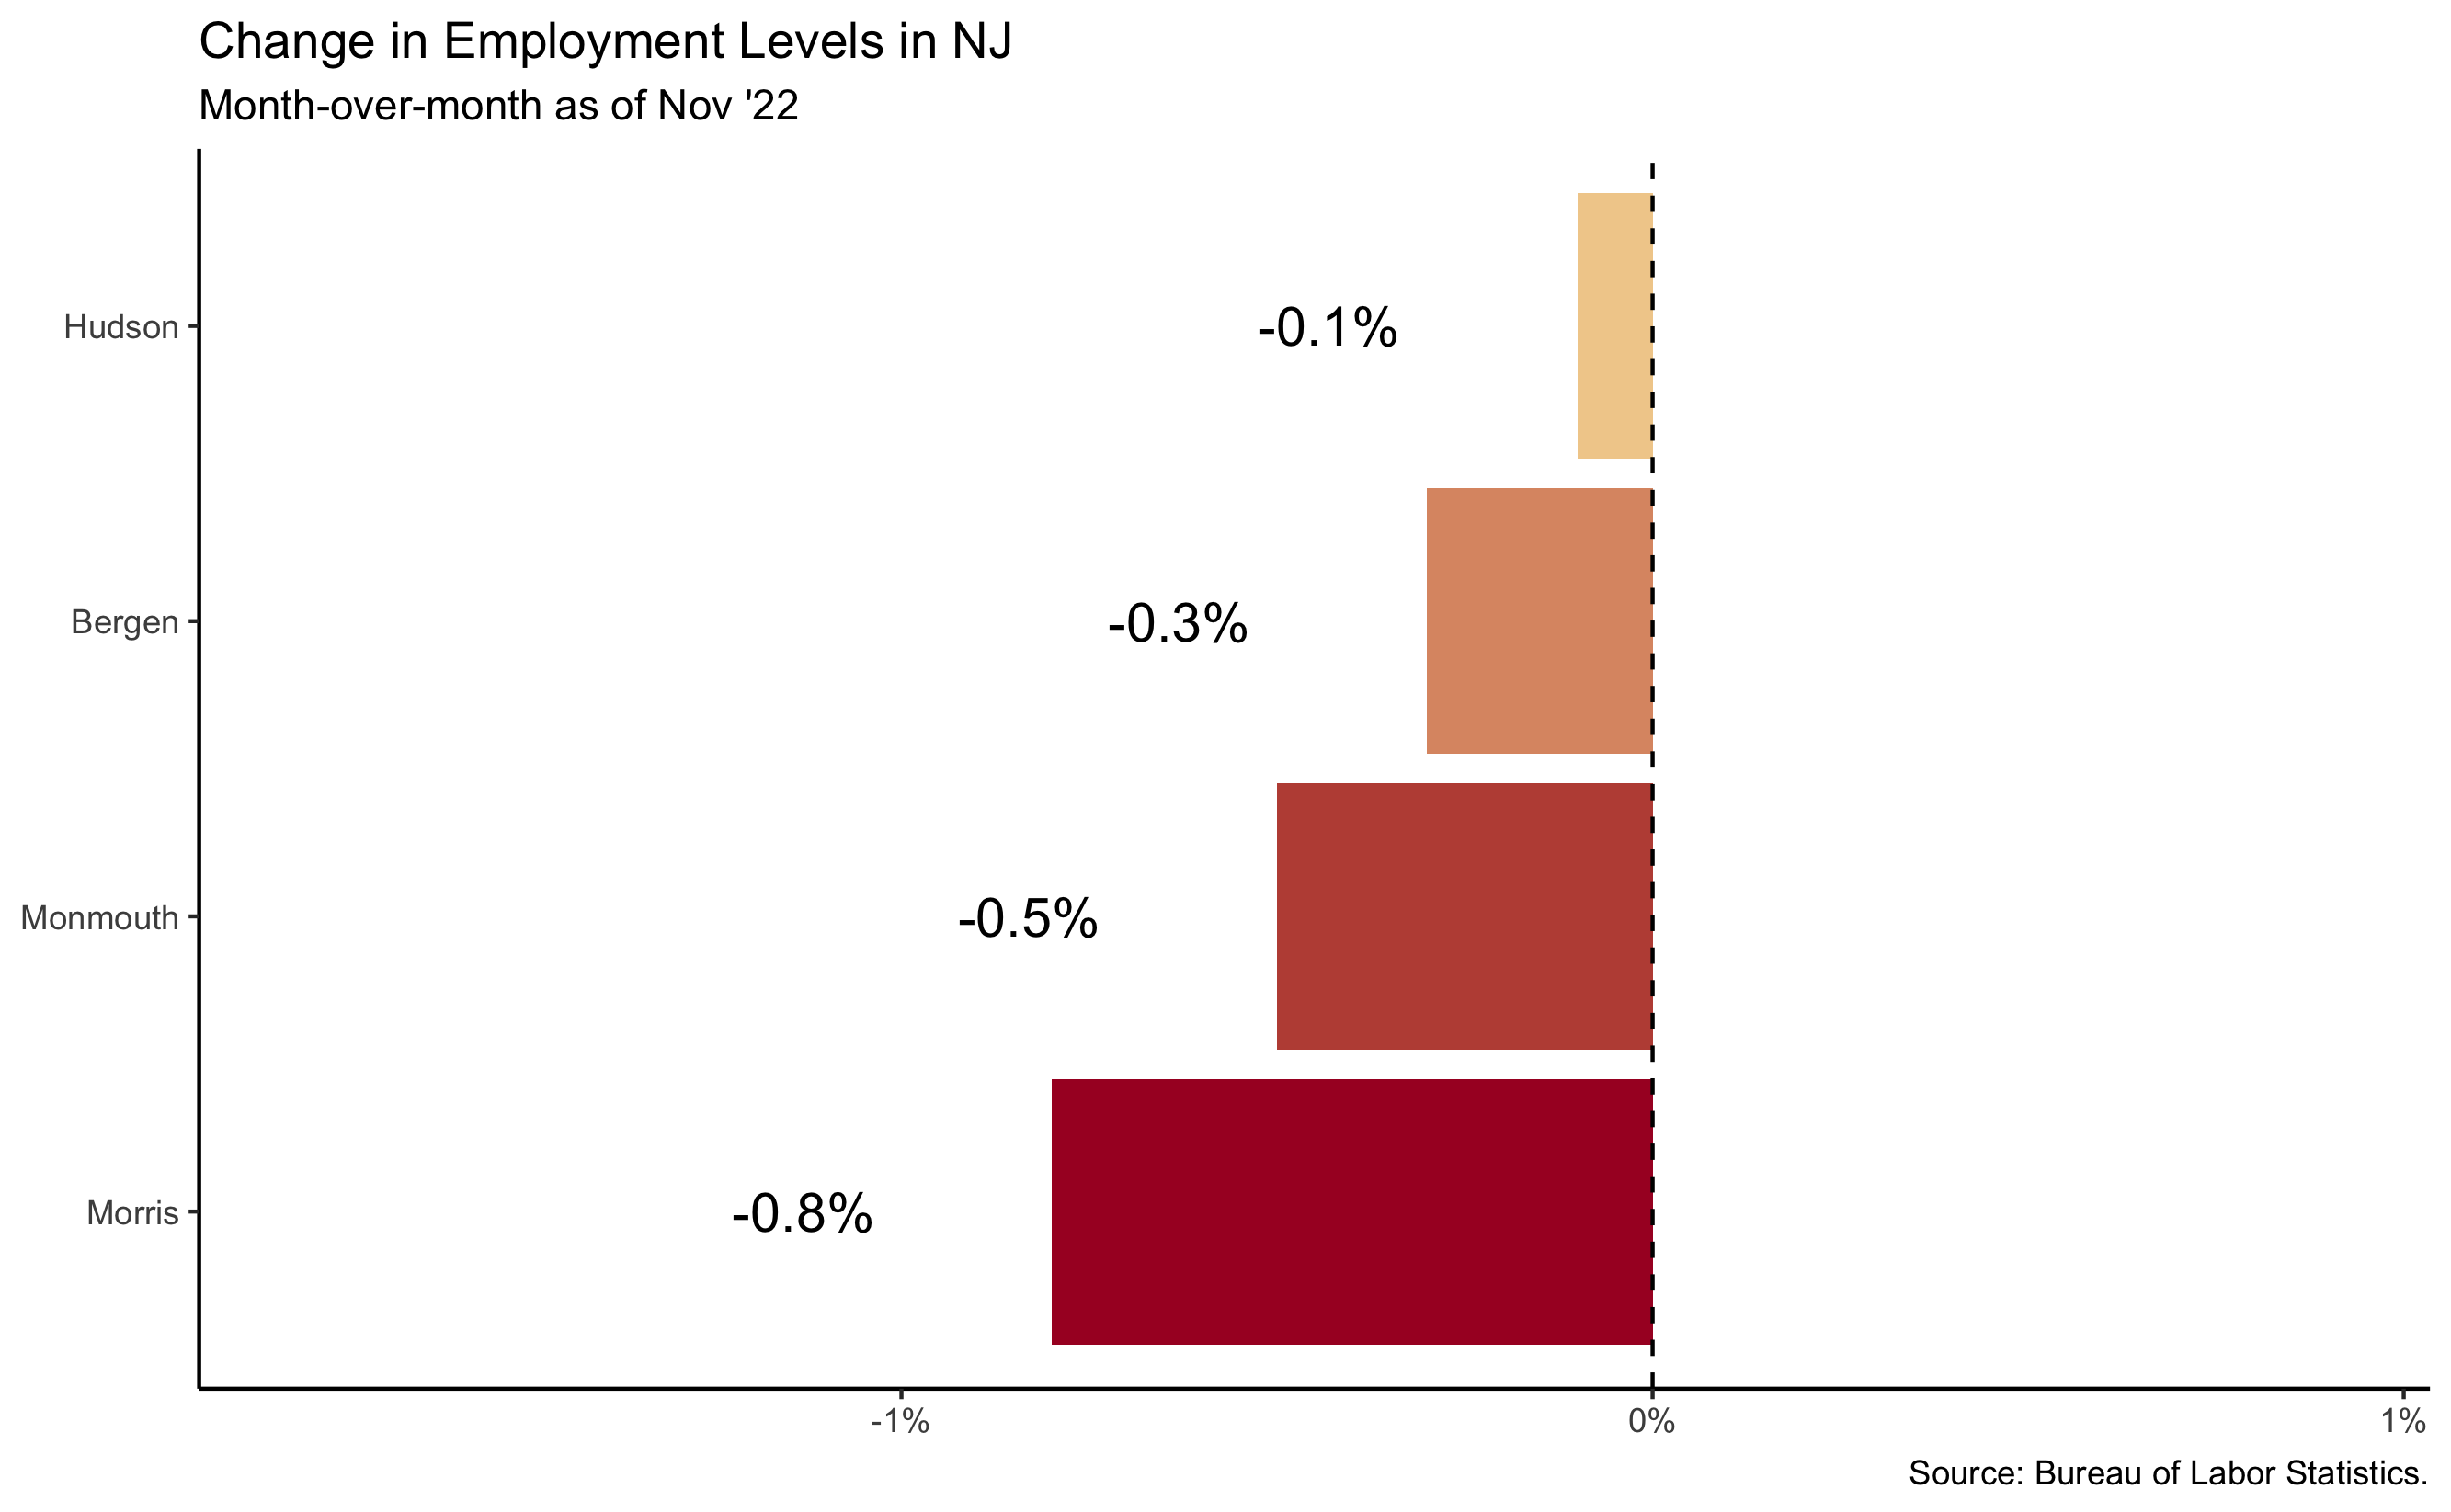 Change in Employment Levels in NJ
Month-over-month as of Nov '22
Hudson
-0.1%
Bergen
-0.3%
Monmouth
-0.5%
Morris
-0.8%
-1%
0%
1%
Source: Bureau of Labor Statistics.